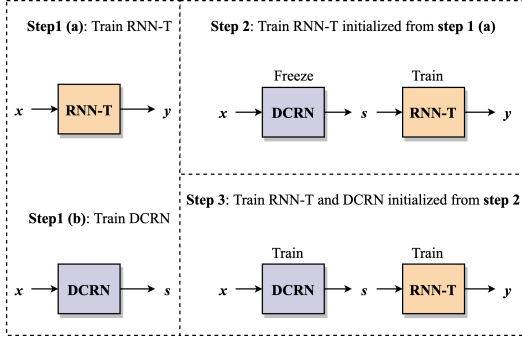 Step1 (a): Train RNN-T
x RNN-T y
Step1 (b): Train DCRN
x DCRN s
Step 2: Train RNN-T initialized from step 1 (a)
Freeze Train
x DCRN s RNN-T y
Step 3: Train RNN-T and DCRN initialized from step 2
Train Train
x DCRN s RNN-T y